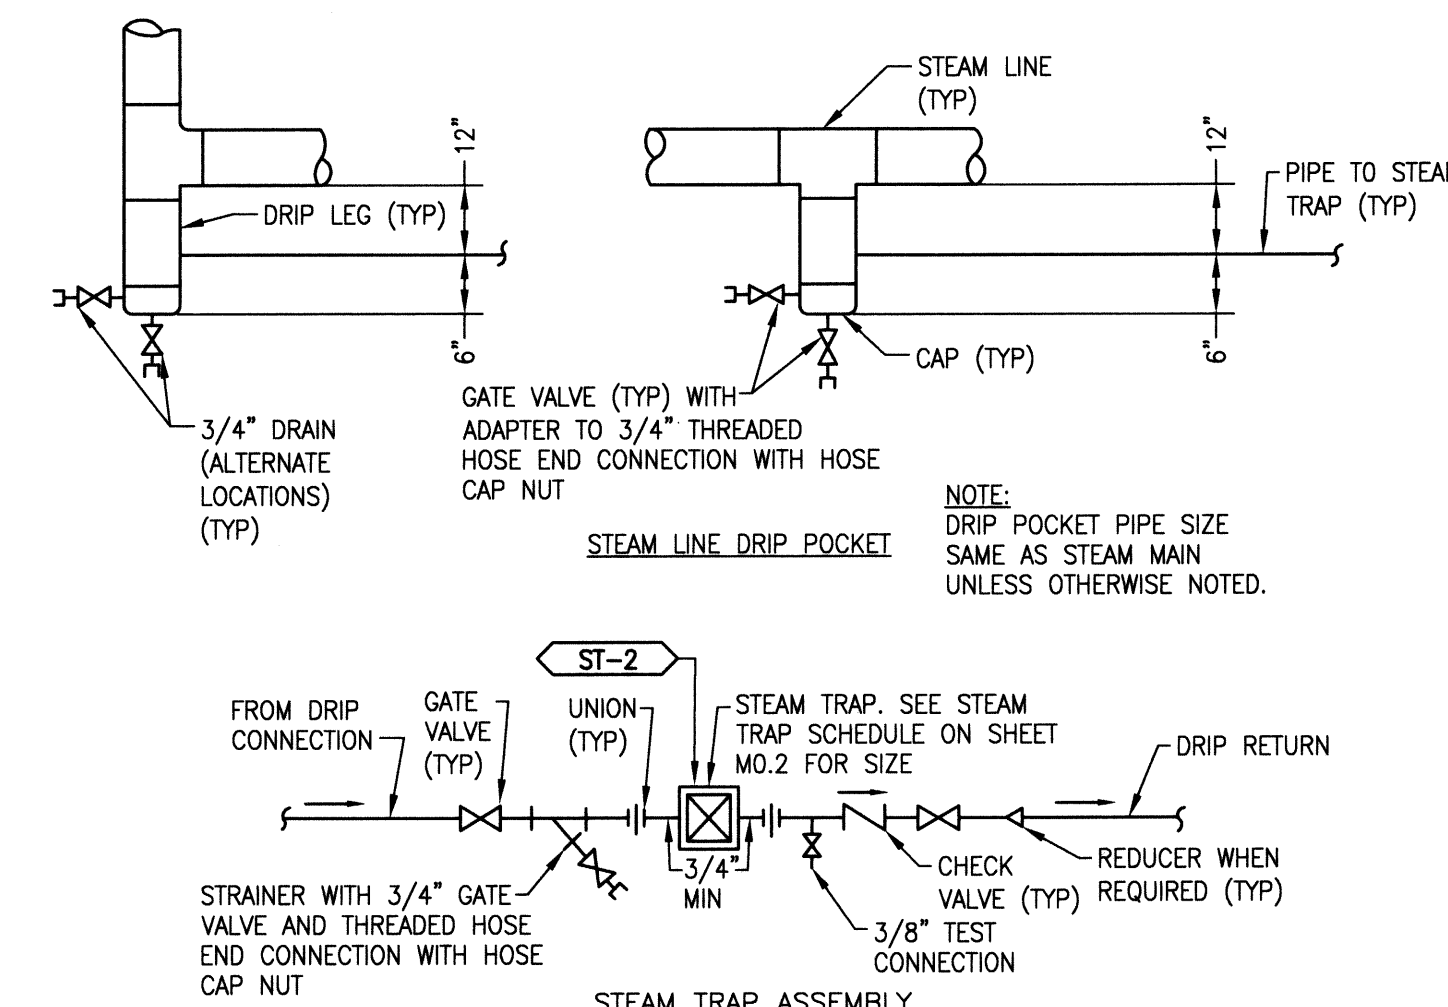 STEAM LINE
(TYP)
12"
12"
PIPE TO STEA
TRAP (TYP)
DRIP LEG (TYP)
6"
6"
CAP (TYP)
3/4" DRAIN
(ALTERNATE
LOCATIONS)
(TYP)
GATE VALVE (TYP) WITH
ADAPTER TO 3/4" THREADED
HOSE END CONNECTION WITH HOSE
CAP NUT
STEAM LINE DRIP POCKET
NOTE:
DRIP POCKET PIPE SIZE
SAME AS STEAM MAIN
UNLESS OTHERWISE NOTED.
ST-2
FROM DRIP
CONNECTION
GATE
VALVE
(TYP)
UNION
(TYP)
STEAM TRAP. SEE STEAM
TRAP SCHEDULE ON SHEET
M0.2 FOR SIZE
DRIP RETURN
3/4"
MIN
CHECK
VALVE (TYP)
REDUCER WHEN
REQUIRED (TYP)
STRAINER WITH 3/4" GATE
VALVE AND THREADED HOSE
END CONNECTION WITH HOSE
CAP NUT
3/8" TEST
CONNECTION
STEAM TRAP ASSEMBLY